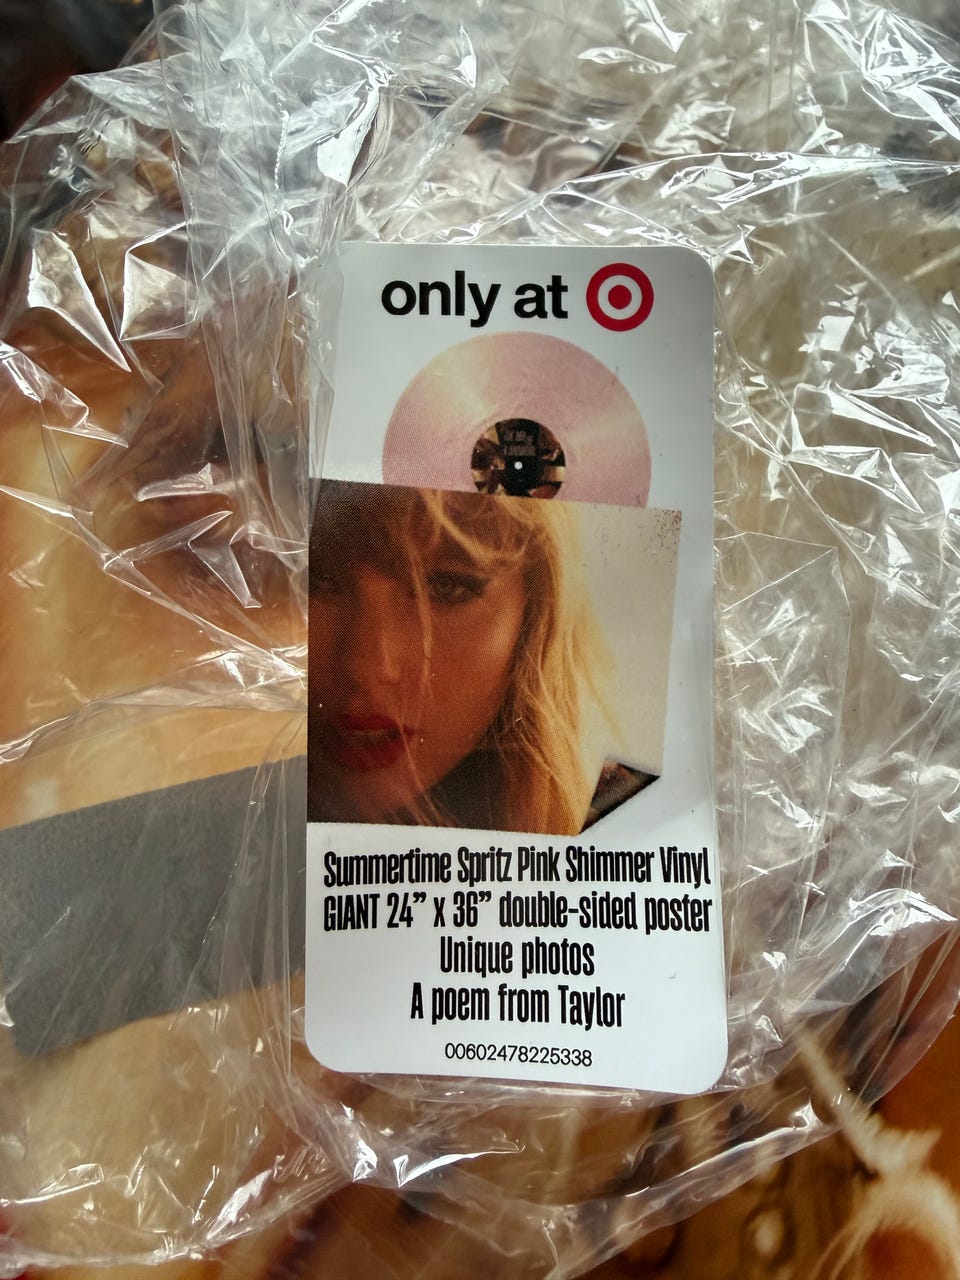 only at
Summertime Spritz Pink Shimmer Vinyl
GIANT 24” x 36” double-sided poster
Unique photos
A poem from Taylor
00602478225338